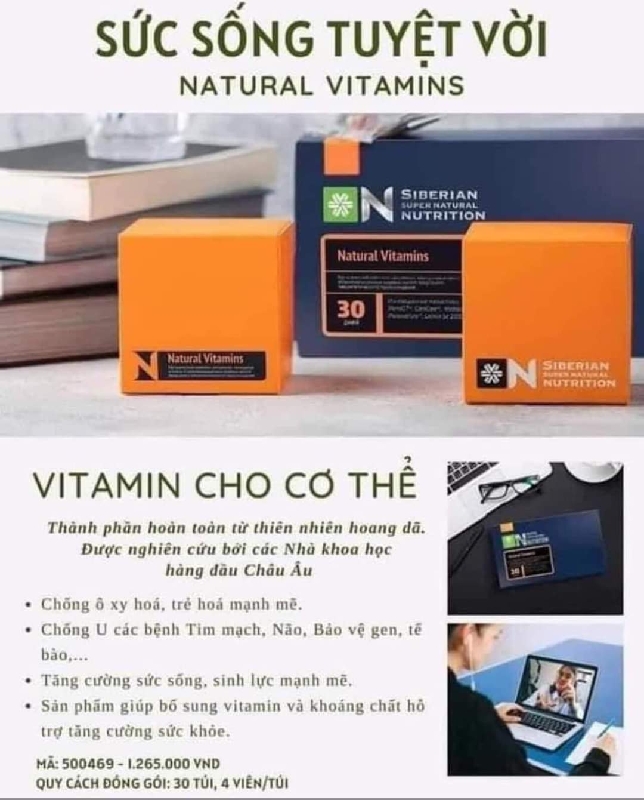 SỨC SỐNG TUYỆT VỜI
NATURAL VITAMINS
N SIBERIAN
SUPER NATURAL
NUTRITION
Natural Vitamins
30
N Natural Vitamins
N SIBERIAN
SUPER NATURAL
NUTRITION
VITAMIN CHO CƠ THỂ
Thành phần hoàn toàn từ thiên nhiên hoang dã.
Được nghiên cứu bởi các Nhà khoa học
hàng đầu Châu Âu
• Chống ô xy hoá, trẻ hoá mạnh mẽ.
• Chống U các bệnh Tim mạch, Não, Bảo vệ gen, tế
bào,...
• Tăng cường sức sống, sinh lực mạnh mẽ.
• Sản phẩm giúp bổ sung vitamin và khoáng chất hỗ
trợ tăng cường sức khỏe.
MÃ: 500469 - 1.265.000 VND
QUY CÁCH ĐÓNG GÓI: 30 TÚI, 4 VIÊN/TÚI